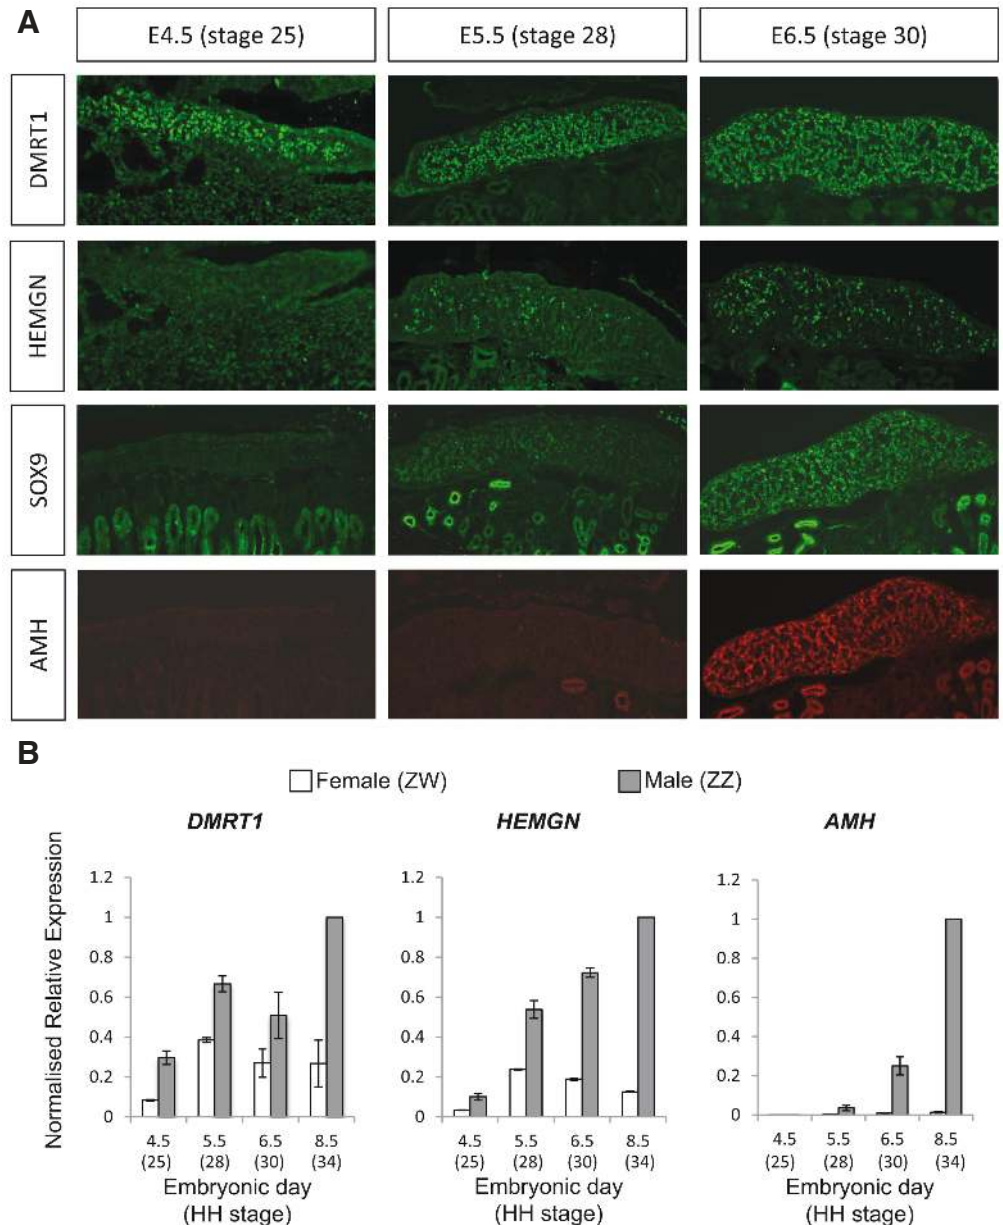 A
E4.5 (stage 25)
E5.5 (stage 28)
E6.5 (stage 30)
DMRT1
HEMGN
SOX9
AMH
B
Female (ZW)
Male (ZZ)
DMRT1
HEMGN
AMH
Normalised Relative Expression
1.2
1
0.8
0.6
0.4
0.2
0
4.5 5.5 6.5 8.5
(25) (28) (30) (34)
Embryonic day
(HH stage)
1.2
1
0.8
0.6
0.4
0.2
0
4.5 5.5 6.5 8.5
(25) (28) (30) (34)
Embryonic day
(HH stage)
1.2
1
0.8
0.6
0.4
0.2
0
4.5 5.5 6.5 8.5
(25) (28) (30) (34)
Embryonic day
(HH stage)